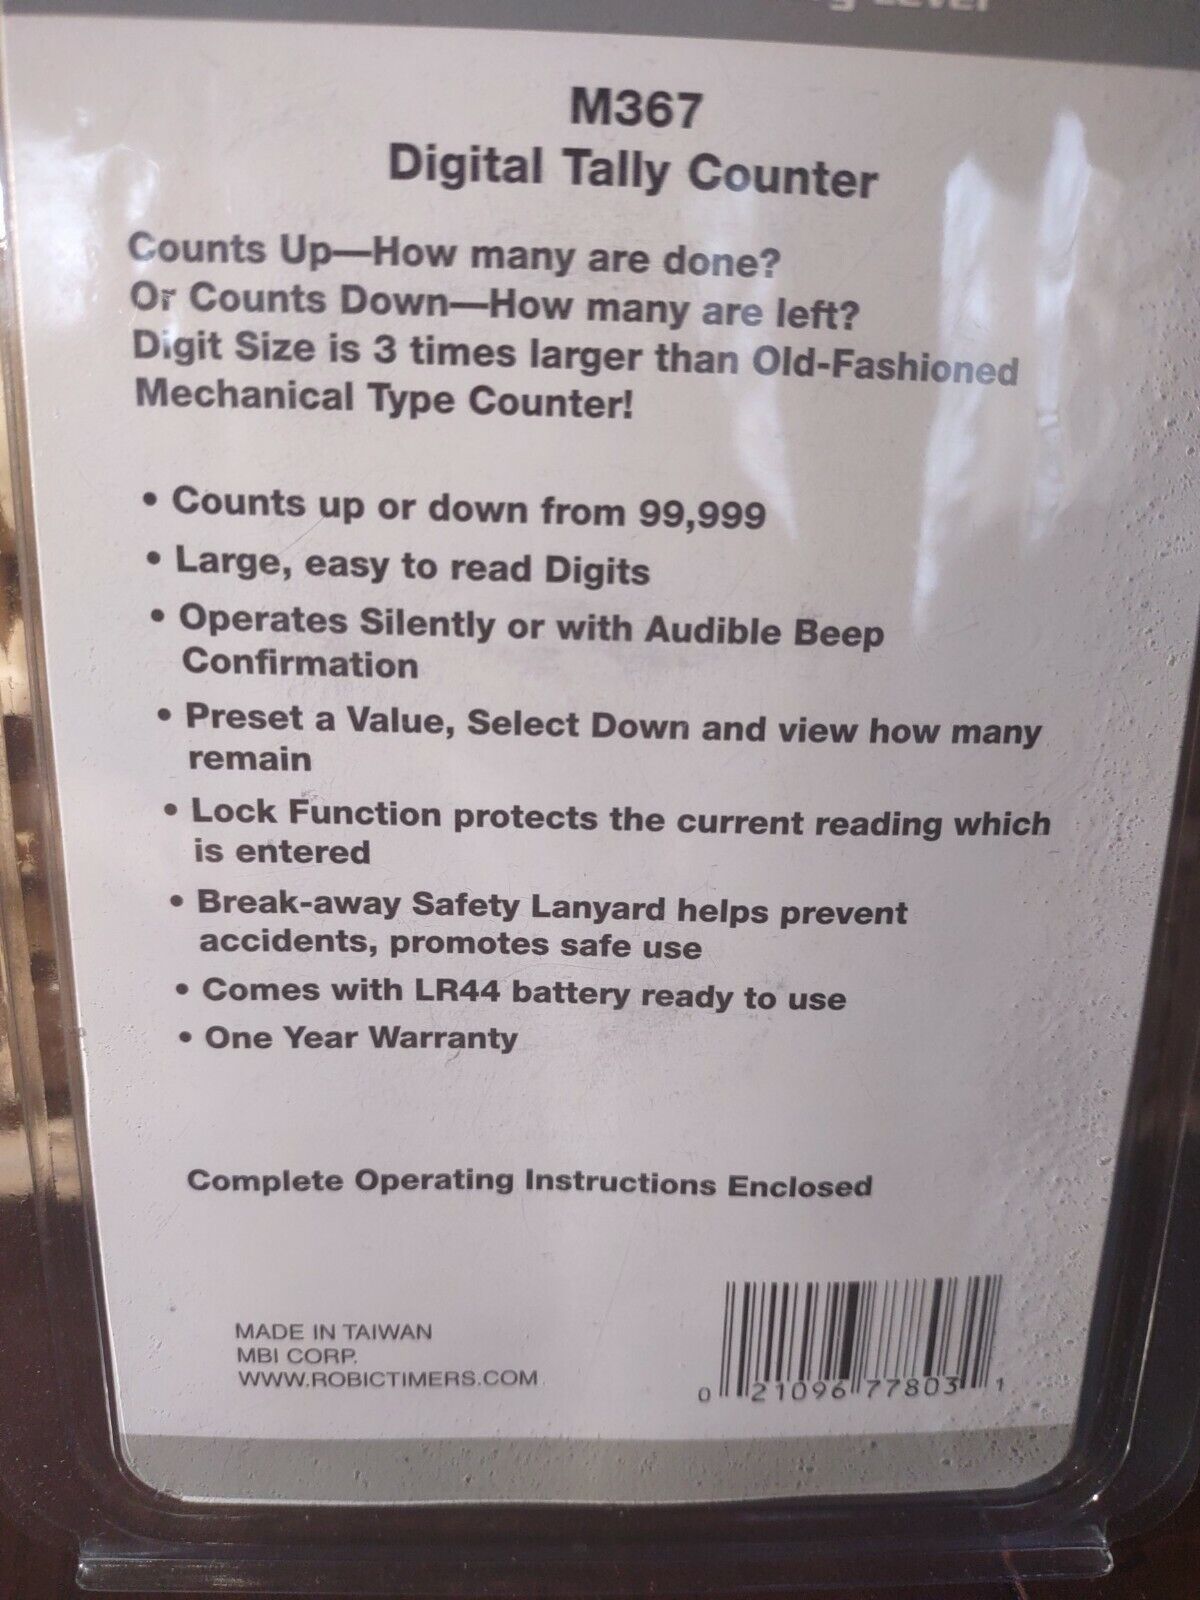 Level
M367
Digital Tally Counter
Counts Up—How many are done?
Or Counts Down—How many are left?
Digit Size is 3 times larger than Old-Fashioned
Mechanical Type Counter!
• Counts up or down from 99,999
• Large, easy to read Digits
• Operates Silently or with Audible Beep
Confirmation
• Preset a Value, Select Down and view how many
remain
• Lock Function protects the current reading which
is entered
• Break-away Safety Lanyard helps prevent
accidents, promotes safe use
• Comes with LR44 battery ready to use
• One Year Warranty
Complete Operating Instructions Enclosed
MADE IN TAIWAN
MBI CORP.
WWW.ROBICTIMERS.COM
0 21096 77803 1